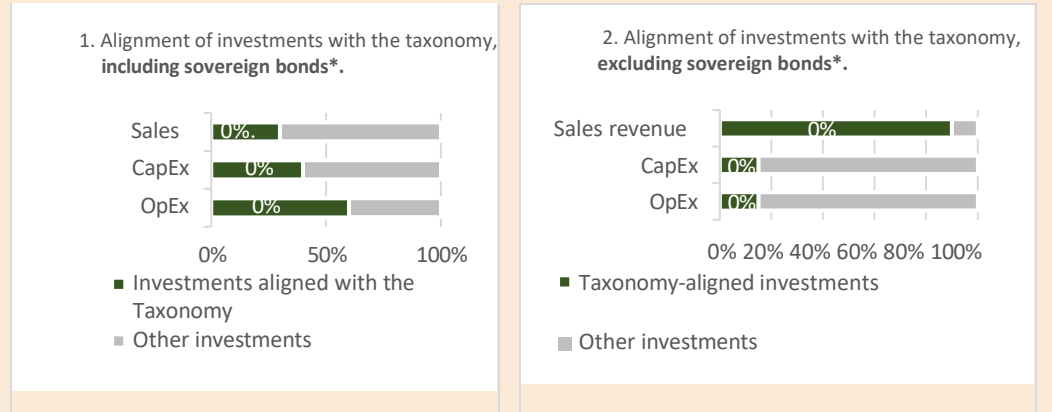 1. Alignment of investments with the taxonomy,
including sovereign bonds*.
Sales
0%.
CapEx
0%
OpEx
0%
0% 50% 100%
Investments aligned with the
Taxonomy
Other investments
2. Alignment of investments with the taxonomy,
excluding sovereign bonds*.
Sales revenue
0%
CapEx
0%
OpEx
0%
0% 20% 40% 60% 80% 100%
Taxonomy-aligned investments
Other investments